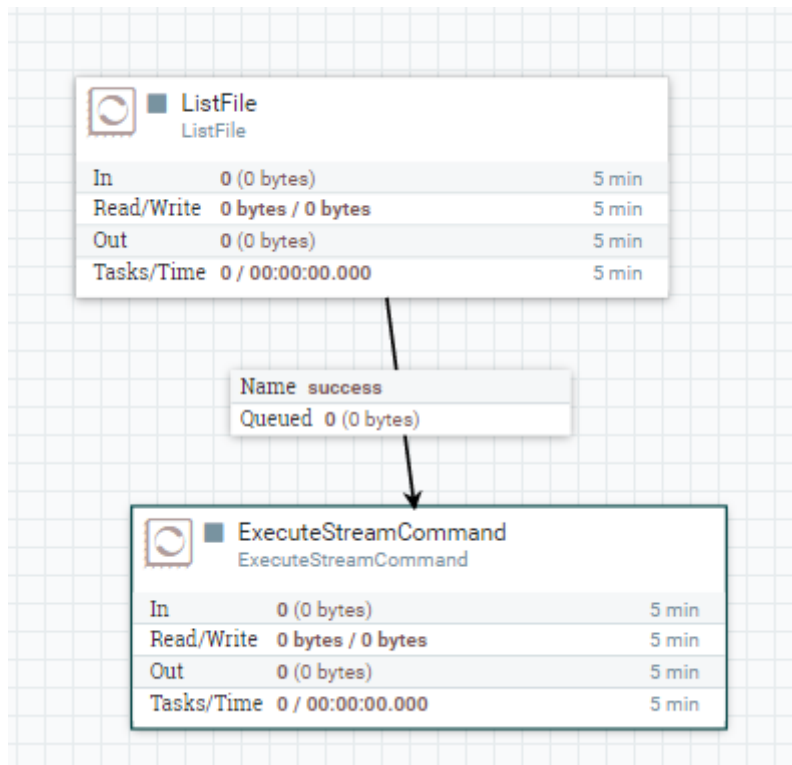 ListFile
ListFile
In 0 (0 bytes) 5 min
Read/Write 0 bytes / 0 bytes 5 min
Out 0 (0 bytes) 5 min
Tasks/Time 0 / 00:00:00.000 5 min
Name success
Queued 0 (0 bytes)
ExecuteStreamCommand
ExecuteStreamCommand
In 0 (0 bytes) 5 min
Read/Write 0 bytes / 0 bytes 5 min
Out 0 (0 bytes) 5 min
Tasks/Time 0 / 00:00:00.000 5 min